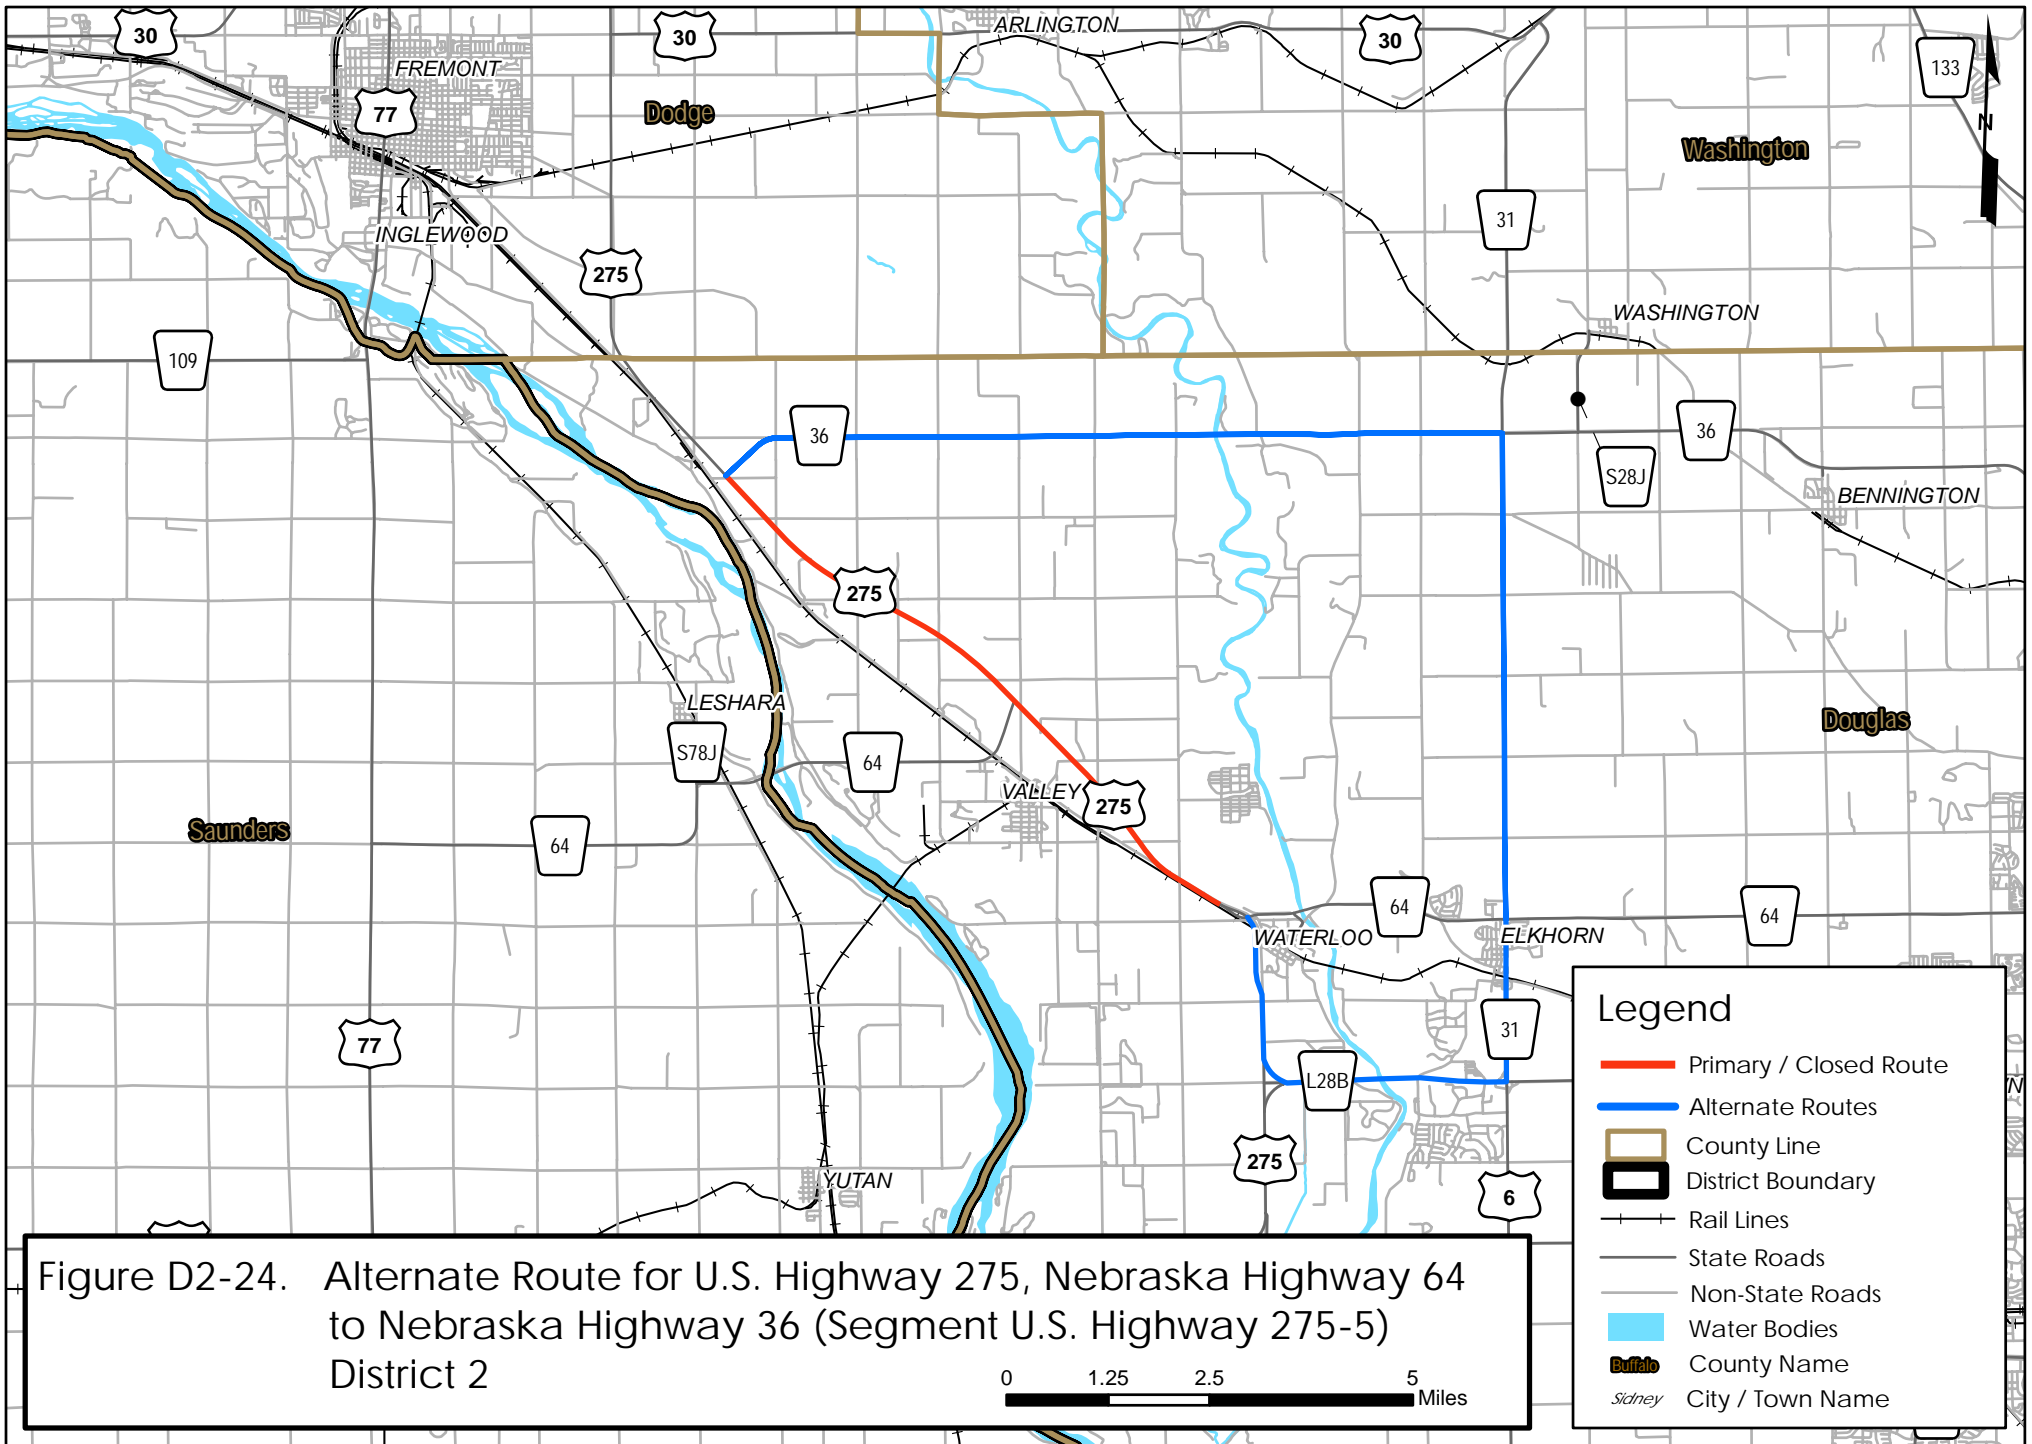 30
30
ARLINGTON
30
133
FREMONT
77
Dodge
N
Washington
31
INGLEWOOD
275
WASHINGTON
109
36
36
S28J
BENNINGTON
275
LESHARA
Douglas
S78J
64
VALLEY
275
Saunders
64
64
64
WATERLOO
ELKHORN
77
31
L28B
275
6
YUTAN
Legend
Primary / Closed Route
Alternate Routes
County Line
District Boundary
Rail Lines
State Roads
Non-State Roads
Water Bodies
Buffalo County Name
Sidney City / Town Name
Figure D2-24. Alternate Route for U.S. Highway 275, Nebraska Highway 64
to Nebraska Highway 36 (Segment U.S. Highway 275-5)
District 2
0 1.25 2.5 5
Miles